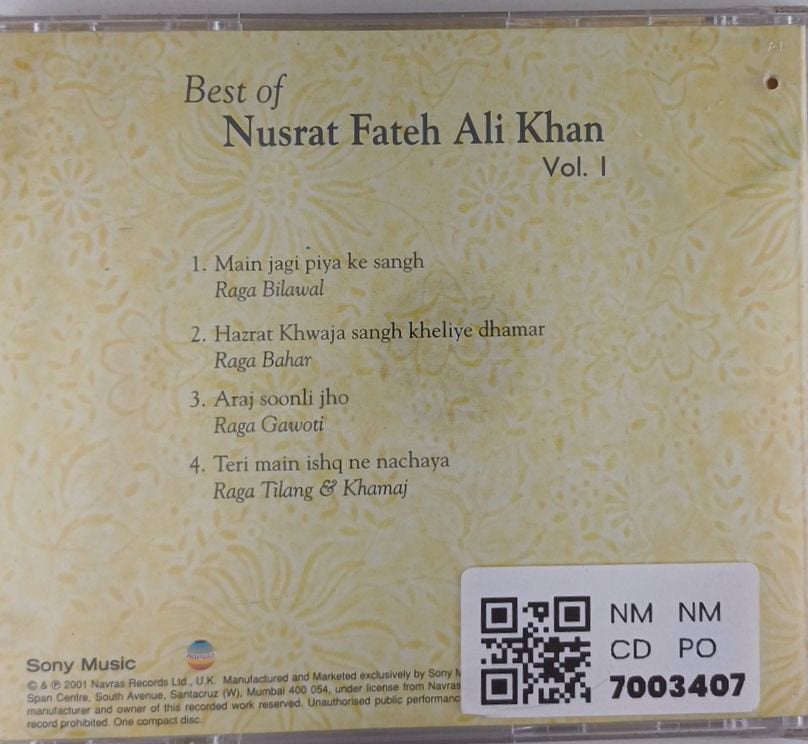 Best of
Nusrat Fateh Ali Khan
Vol. I
1. Main jagi piya ke sangh
Raga Bilawal
2. Hazrat Khwaja sangh kheliye dhamar
Raga Bahar
3. Araj soonli jho
Raga Gawoti
4. Teri main ishq ne nachaya
Raga Tilang & Khamaj
NM NM
CD PO
7003407
Sony Music
© & ℗ 2001 Navras Records Ltd., U.K. Manufactured and Marketed exclusively by Sony
Span Centre, South Avenue, Santacruz (W), Mumbai 400 054, under license from Navras
manufacturer and owner of this recorded work reserved. Unauthorised public
record prohibited. One compact disc.